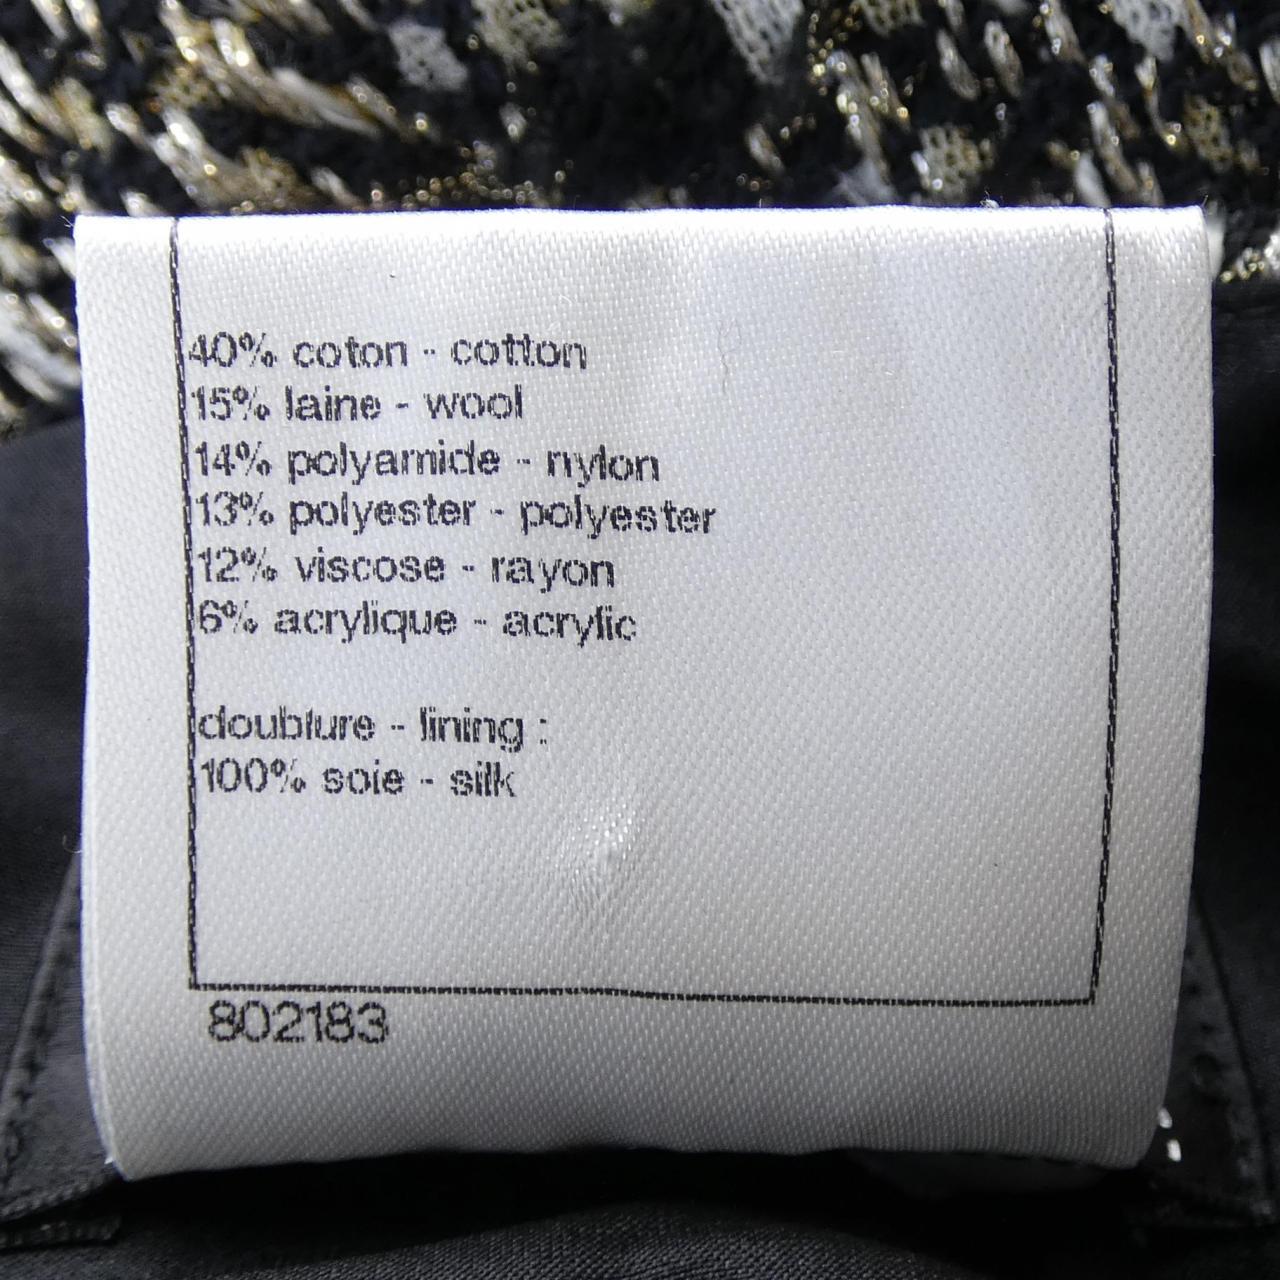 40% coton - cotton
15% laine - wool
14% polyamide - nylon
13% polyester - polyester
12% viscose - rayon
6% acrylique - acrylic
doublure - lining :
100% soie - silk
802183